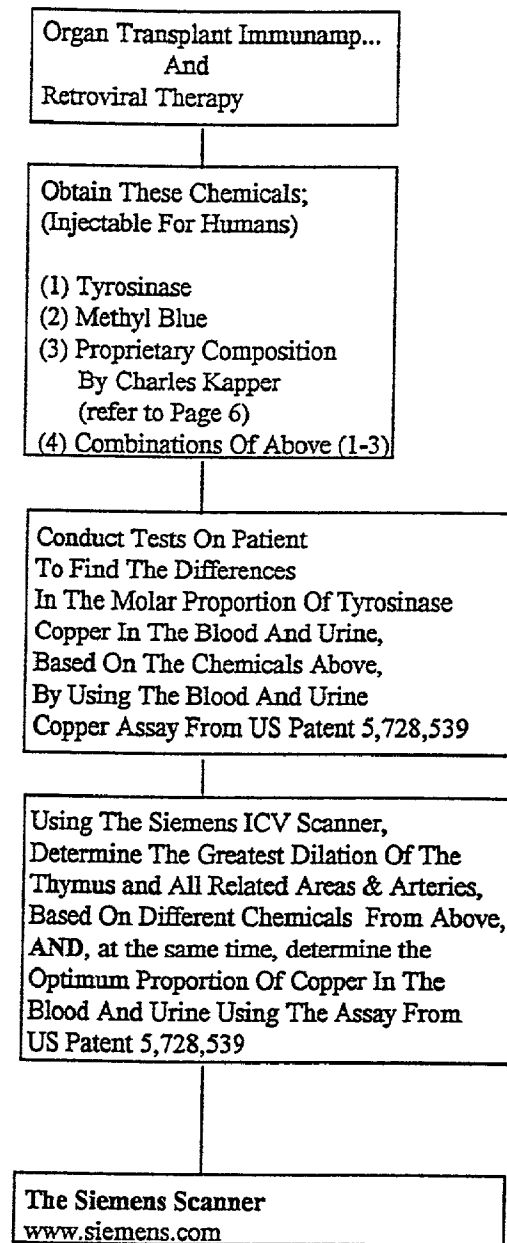 Organ Transplant Immunamp...
And
Retroviral Therapy
Obtain These Chemicals;
(Injectable For Humans)
(1) Tyrosinase
(2) Methyl Blue
(3) Proprietary Composition
By Charles Kapper
(refer to Page 6)
(4) Combinations Of Above (1-3)
Conduct Tests On Patient
To Find The Differences
In The Molar Proportion Of Tyrosinase
Copper In The Blood And Urine,
Based On The Chemicals Above,
By Using The Blood And Urine
Copper Assay From US Patent 5,728,539
Using The Siemens ICV Scanner,
Determine The Greatest Dilation Of The
Thymus and All Related Areas & Arteries,
Based On Different Chemicals From Above,
AND, at the same time, determine the
Optimum Proportion Of Copper In The
Blood And Urine Using The Assay From
US Patent 5,728,539
The Siemens Scanner
www.siemens.com